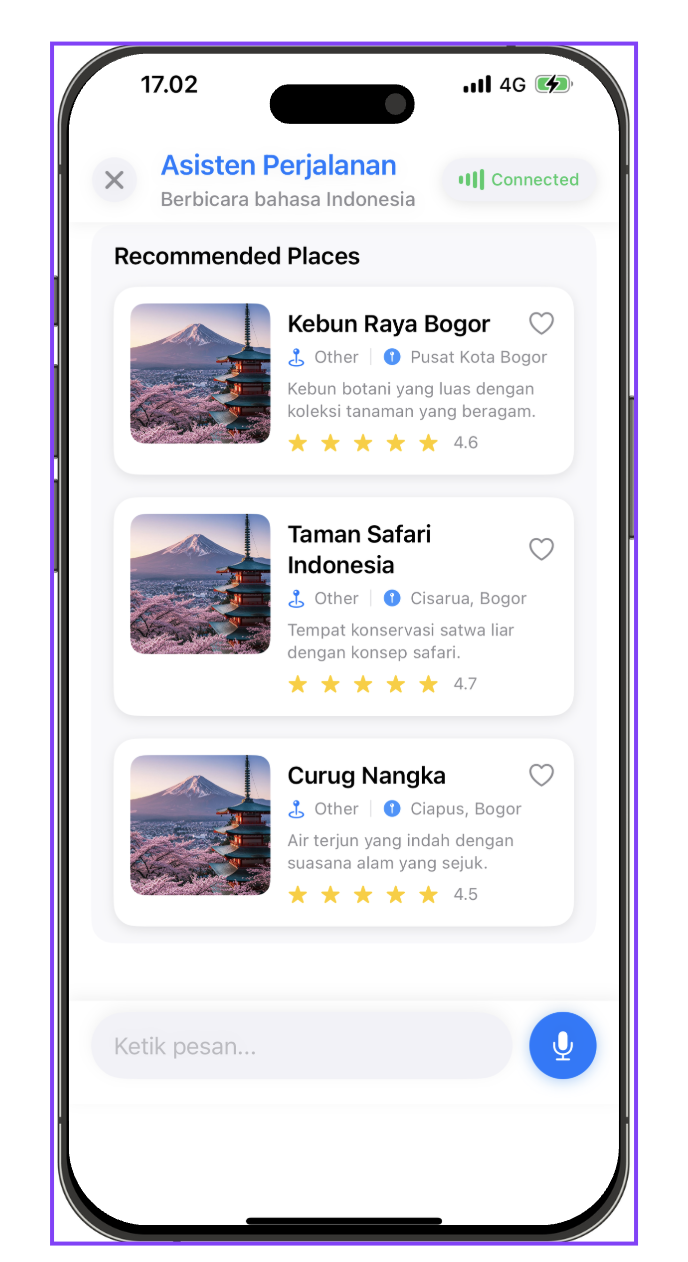 17.02
4G
Asisten Perjalanan
Berbicara bahasa Indonesia
Connected
Recommended Places
Kebun Raya Bogor
Other
Pusat Kota Bogor
Kebun botani yang luas dengan
koleksi tanaman yang beragam.
4.6
Taman Safari
Indonesia
Other
Cisarua, Bogor
Tempat konservasi satwa liar
dengan konsep safari.
4.7
Curug Nangka
Other
Ciapus, Bogor
Air terjun yang indah dengan
suasana alam yang sejuk.
4.5
Ketik pesan...